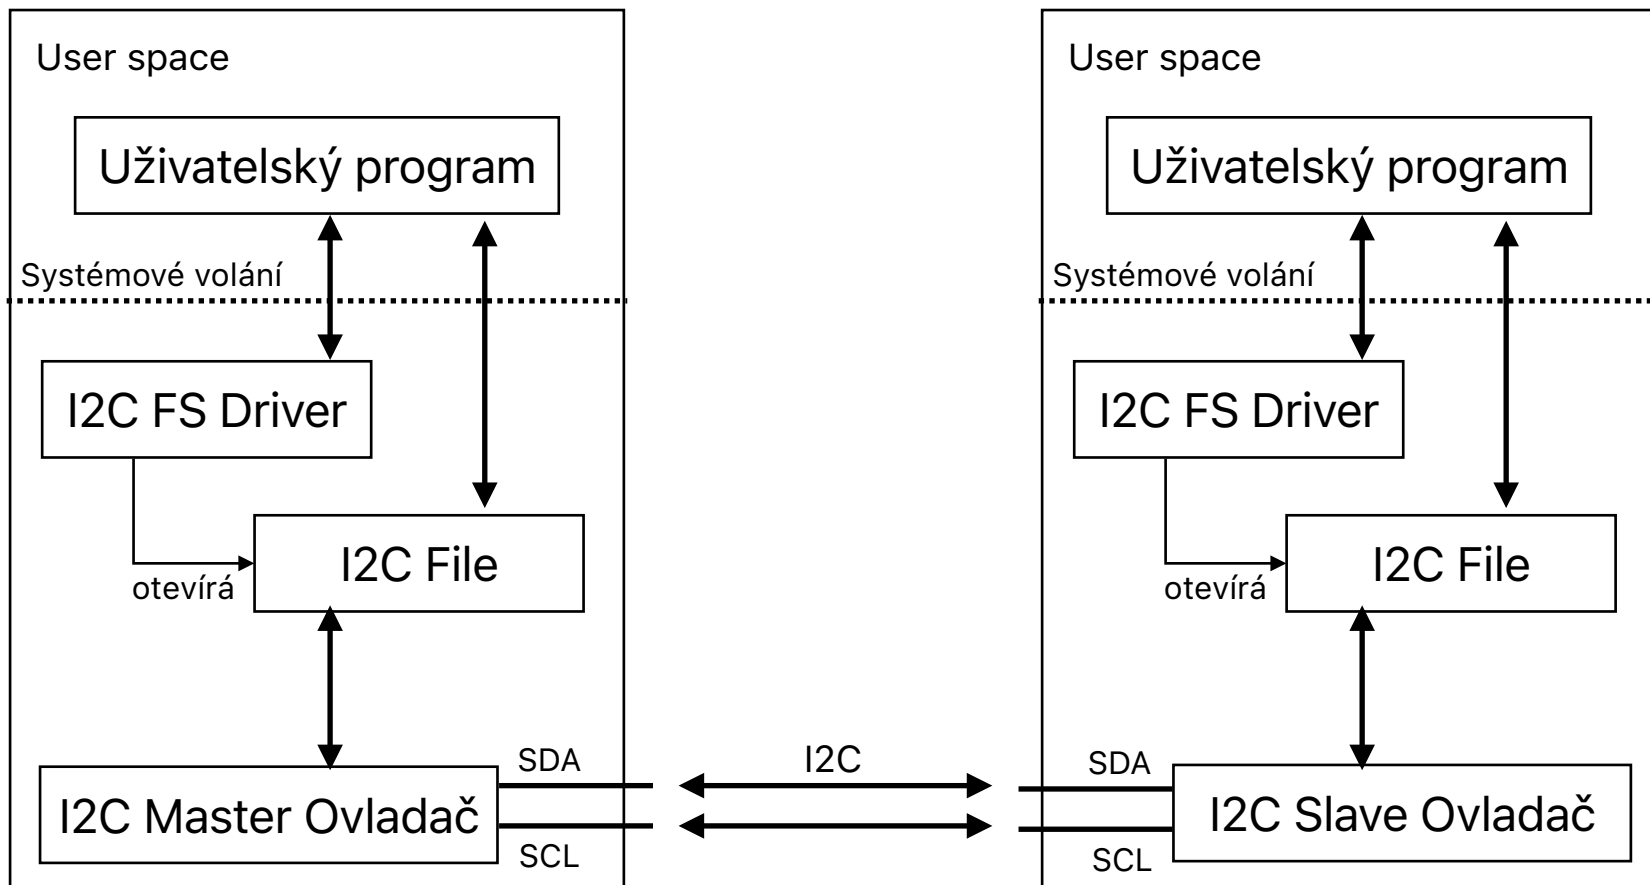 User space
Uživatelský program
Systémové volání
I2C FS Driver
I2C File
otevírá
SDA
I2C Master Ovladač
SCL
I2C
User space
Uživatelský program
Systémové volání
I2C FS Driver
I2C File
otevírá
SDA
I2C Slave Ovladač
SCL